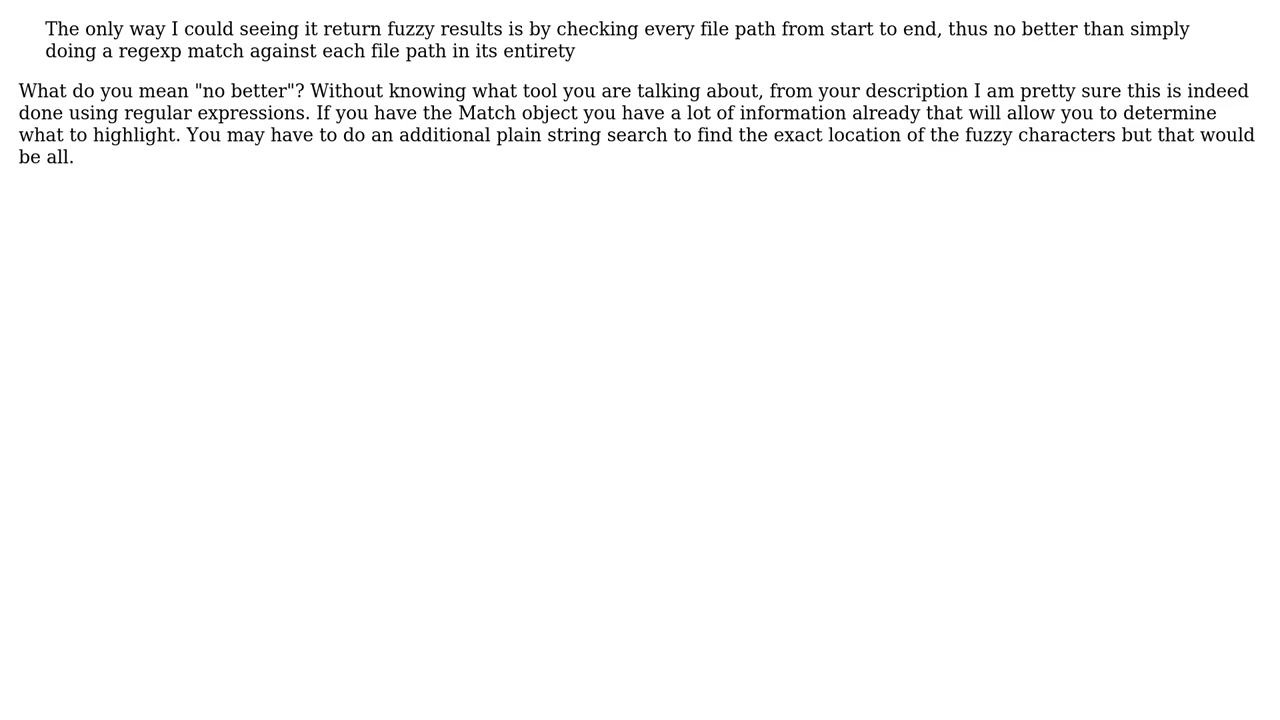 The only way I could seeing it return fuzzy results is by checking every file path from start to end, thus no better than simply
doing a regexp match against each file path in its entirety
What do you mean "no better"? Without knowing what tool you are talking about, from your description I am pretty sure this is indeed
done using regular expressions. If you have the Match object you have a lot of information already that will allow you to determine
what to highlight. You may have to do an additional plain string search to find the exact location of the fuzzy characters but that would
be all.